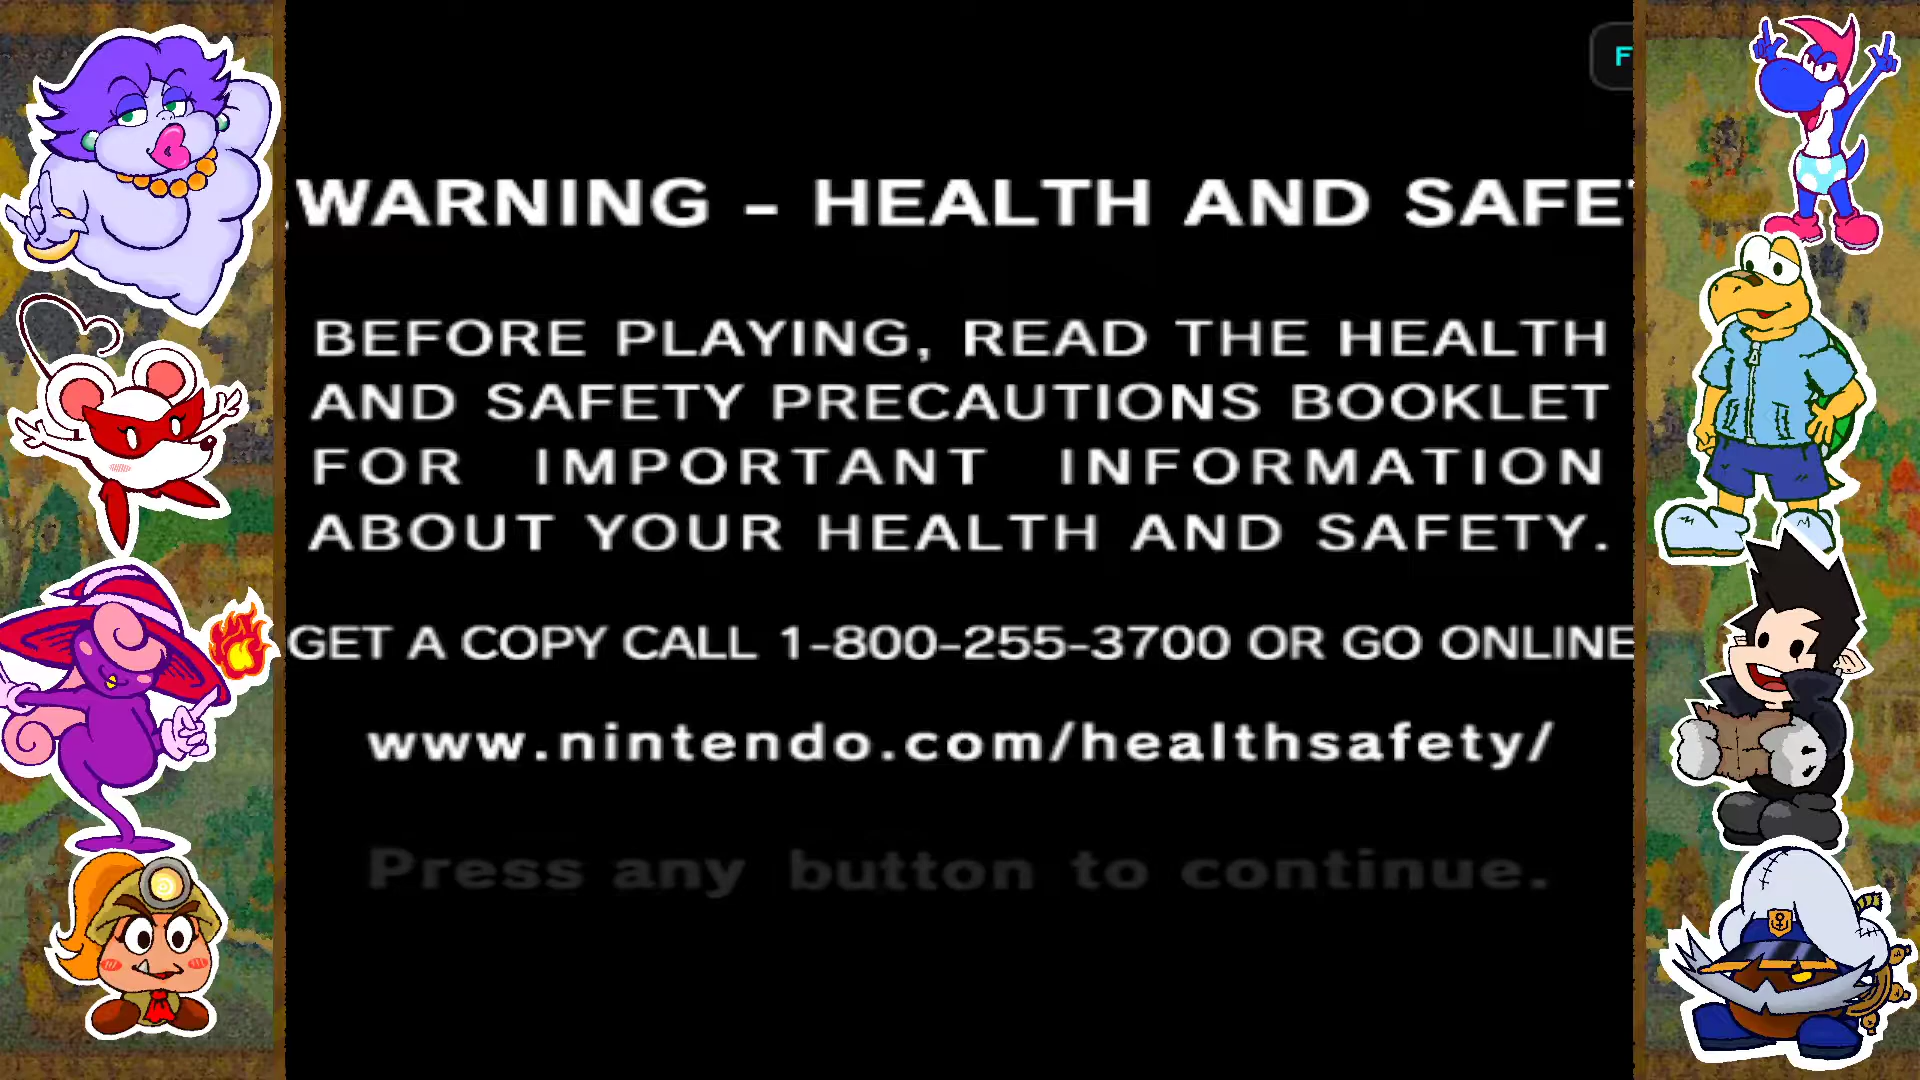 F
WARNING - HEALTH AND SAFE
BEFORE PLAYING, READ THE HEALTH
AND SAFETY PRECAUTIONS BOOKLET
FOR IMPORTANT INFORMATION
ABOUT YOUR HEALTH AND SAFETY.
GET A COPY CALL 1-800-255-3700 OR GO ONLINE
www.nintendo.com/healthsafety/
Press any button to continue.